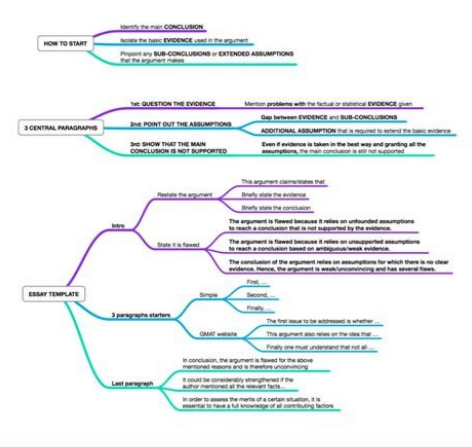 HOW TO START
Identify the main CONCLUSION
Isolate the basic EVIDENCE used in the argument
Pinpoint any SUB-CONCLUSIONS or EXTENDED ASSUMPTIONS
that the argument makes
3 CENTRAL PARAGRAPHS
1st: QUESTION THE EVIDENCE
Mention problems with the factual or statistical EVIDENCE given
2nd: POINT OUT THE ASSUMPTIONS
Gap between EVIDENCE and SUB-CONCLUSIONS
ADDITIONAL ASSUMPTION that is required to extend the basic evidence
3rd: SHOW THAT THE MAIN
CONCLUSION IS NOT SUPPORTED
Even if evidence is taken in the best way and granting all the
assumptions, the main conclusion is still not supported
ESSAY TEMPLATE
Intro
Restate the argument
This argument claims/states that
Briefly state the evidence
Briefly state the conclusion
State it is flawed
The argument is flawed because it relies on unfounded assumptions
to reach a conclusion that is not supported by the evidence.
The argument is flawed because it relies on unsupported assumptions
to reach a conclusion based on ambiguous/weak evidence.
The conclusion of the argument relies on assumptions for which there is no clear
evidence. Hence, the argument is weak/unconvincing and has several flaws.
3 paragraphs starters
Simple
First, ...
Second, ...
Finally, ...
GMAT website
The first issue to be addressed is whether ...
This argument also relies on the idea that ...
Finally one must understand that not all ...
Last paragraph
In conclusion, the argument is flawed for the above
mentioned reasons and is therefore unconvincing
It could be considerably strengthened if the
author mentioned all the relevant facts...
In order to assess the merits of a certain situation, it is
essential to have a full knowledge of all contributing factors